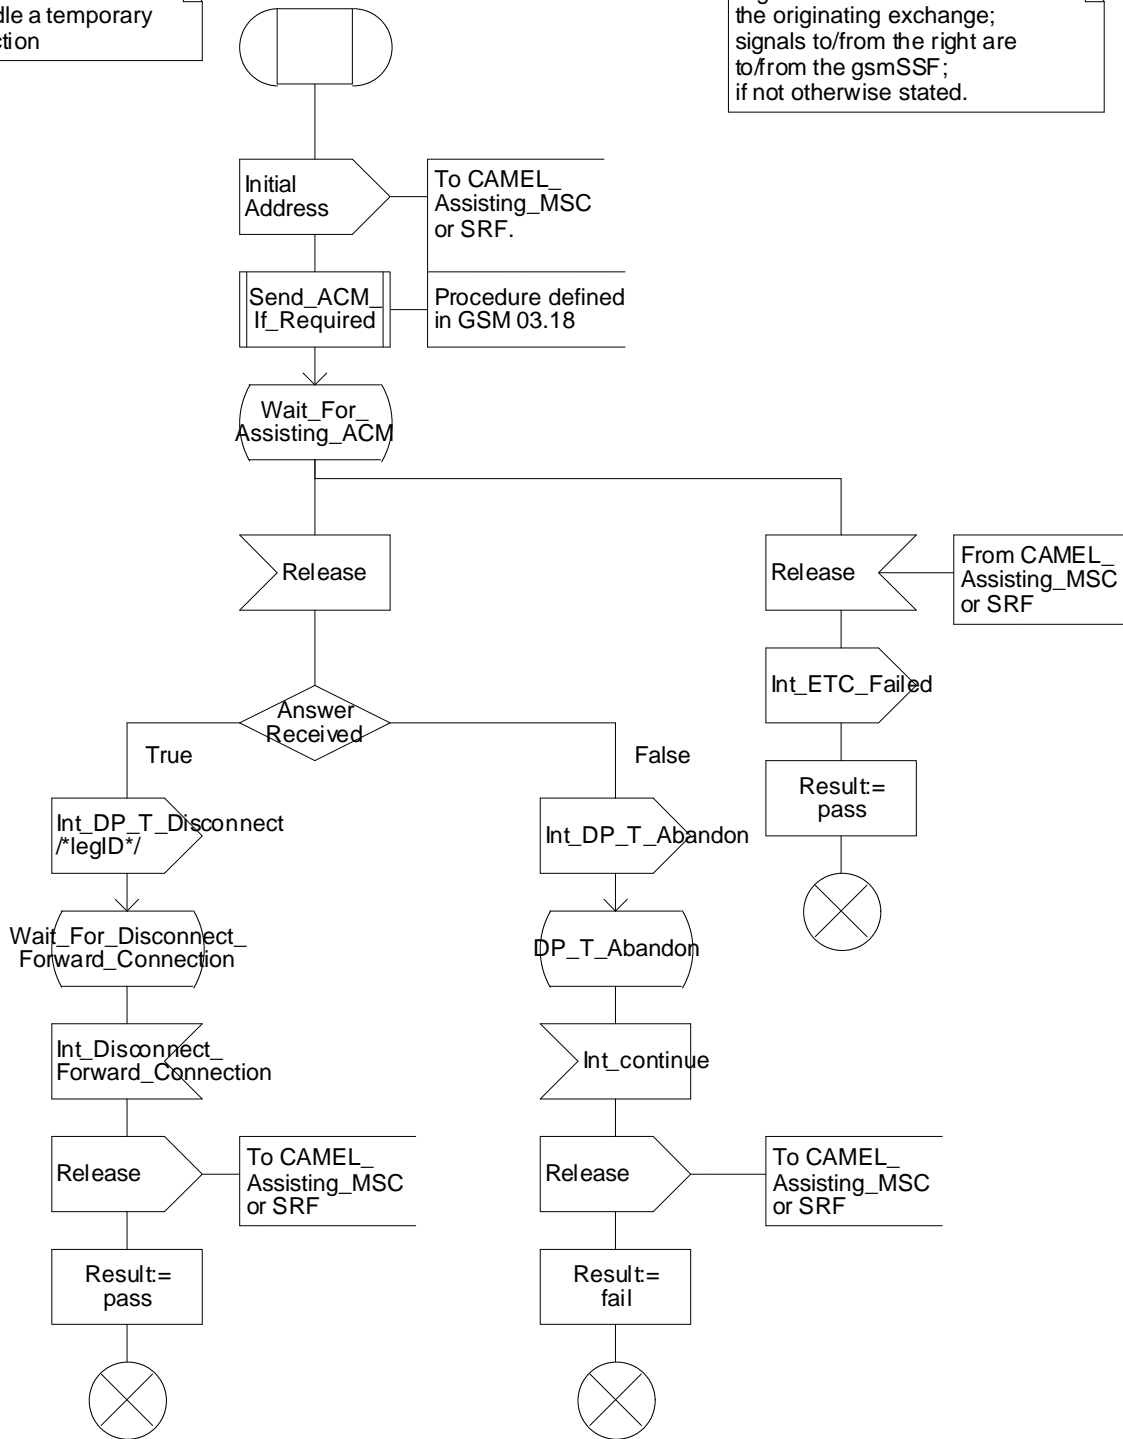 dle a temporary
ction
the originating exchange;
signals to/from the right are
to/from the gsmSSF;
if not otherwise stated.
Initial
Address
To CAMEL_
Assisting_MSC
or SRF.
Send_ACM_
If_Required
Procedure defined
in GSM 03.18
Wait_For_
Assisting_ACM
Release
Release
From CAMEL_
Assisting_MSC
or SRF
Int_ETC_Failed
Answer
Received
True
False
Result:=
pass
Int_DP_T_Disconnect
/*legID*/
Int_DP_T_Abandon
Wait_For_Disconnect_
Forward_Connection
DP_T_Abandon
Int_Disconnect_
Forward_Connection
Int_continue
Release
To CAMEL_
Assisting_MSC
or SRF
Release
To CAMEL_
Assisting_MSC
or SRF
Result:=
pass
Result:=
fail